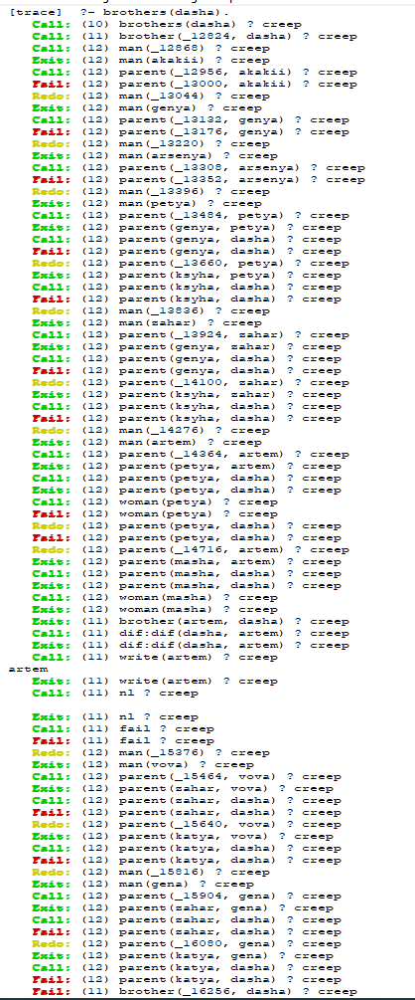 [trace]  ?- brothers(dasha).
Call: (10) brothers(dasha) ? creep
Call: (11) brother(_12824, dasha) ? creep
Call: (12) man(_12868) ? creep
Exit: (12) man(akakii) ? creep
Call: (12) parent(_12956, akakii) ? creep
Fail: (12) parent(_13000, akakii) ? creep
Redo: (12) man(_13044) ? creep
Exit: (12) man(genya) ? creep
Call: (12) parent(_13132, genya) ? creep
Fail: (12) parent(_13176, genya) ? creep
Redo: (12) man(_13220) ? creep
Exit: (12) man(arsenya) ? creep
Call: (12) parent(_13308, arsenya) ? creep
Fail: (12) parent(_13352, arsenya) ? creep
Redo: (12) man(_13396) ? creep
Exit: (12) man(petya) ? creep
Call: (12) parent(_13484, petya) ? creep
Exit: (12) parent(genya, petya) ? creep
Call: (12) parent(genya, dasha) ? creep
Fail: (12) parent(genya, dasha) ? creep
Redo: (12) parent(_13660, petya) ? creep
Exit: (12) parent(ksyha, petya) ? creep
Call: (12) parent(ksyha, dasha) ? creep
Fail: (12) parent(ksyha, dasha) ? creep
Redo: (12) man(_13836) ? creep
Exit: (12) man(zahar) ? creep
Call: (12) parent(_13924, zahar) ? creep
Exit: (12) parent(genya, zahar) ? creep
Call: (12) parent(genya, dasha) ? creep
Fail: (12) parent(genya, dasha) ? creep
Redo: (12) parent(_14100, zahar) ? creep
Exit: (12) parent(ksyha, zahar) ? creep
Call: (12) parent(ksyha, dasha) ? creep
Fail: (12) parent(ksyha, dasha) ? creep
Redo: (12) man(_14276) ? creep
Exit: (12) man(artem) ? creep
Call: (12) parent(_14364, artem) ? creep
Exit: (12) parent(petya, artem) ? creep
Call: (12) parent(petya, dasha) ? creep
Exit: (12) parent(petya, dasha) ? creep
Call: (12) woman(petya) ? creep
Fail: (12) woman(petya) ? creep
Redo: (12) parent(petya, dasha) ? creep
Fail: (12) parent(petya, dasha) ? creep
Redo: (12) parent(_14716, artem) ? creep
Exit: (12) parent(masha, artem) ? creep
Call: (12) parent(masha, dasha) ? creep
Exit: (12) parent(masha, dasha) ? creep
Call: (12) woman(masha) ? creep
Exit: (12) woman(masha) ? creep
Exit: (11) brother(artem, dasha) ? creep
Call: (11) dif:dif(dasha, artem) ? creep
Exit: (11) dif:dif(dasha, artem) ? creep
Call: (11) write(artem) ? creep
artem
Exit: (11) write(artem) ? creep
Call: (11) nl ? creep
Exit: (11) nl ? creep
Call: (11) fail ? creep
Fail: (11) fail ? creep
Redo: (12) man(_15376) ? creep
Exit: (12) man(vova) ? creep
Call: (12) parent(_15464, vova) ? creep
Exit: (12) parent(zahar, vova) ? creep
Call: (12) parent(zahar, dasha) ? creep
Fail: (12) parent(zahar, dasha) ? creep
Redo: (12) parent(_15640, vova) ? creep
Exit: (12) parent(katya, vova) ? creep
Call: (12) parent(katya, dasha) ? creep
Fail: (12) parent(katya, dasha) ? creep
Redo: (12) man(_15816) ? creep
Exit: (12) man(gena) ? creep
Call: (12) parent(_15904, gena) ? creep
Exit: (12) parent(zahar, gena) ? creep
Call: (12) parent(zahar, dasha) ? creep
Fail: (12) parent(zahar, dasha) ? creep
Redo: (12) parent(_16080, gena) ? creep
Exit: (12) parent(katya, gena) ? creep
Call: (12) parent(katya, dasha) ? creep
Fail: (12) parent(katya, dasha) ? creep
Fail: (11) brother(_16256, dasha) ? creep